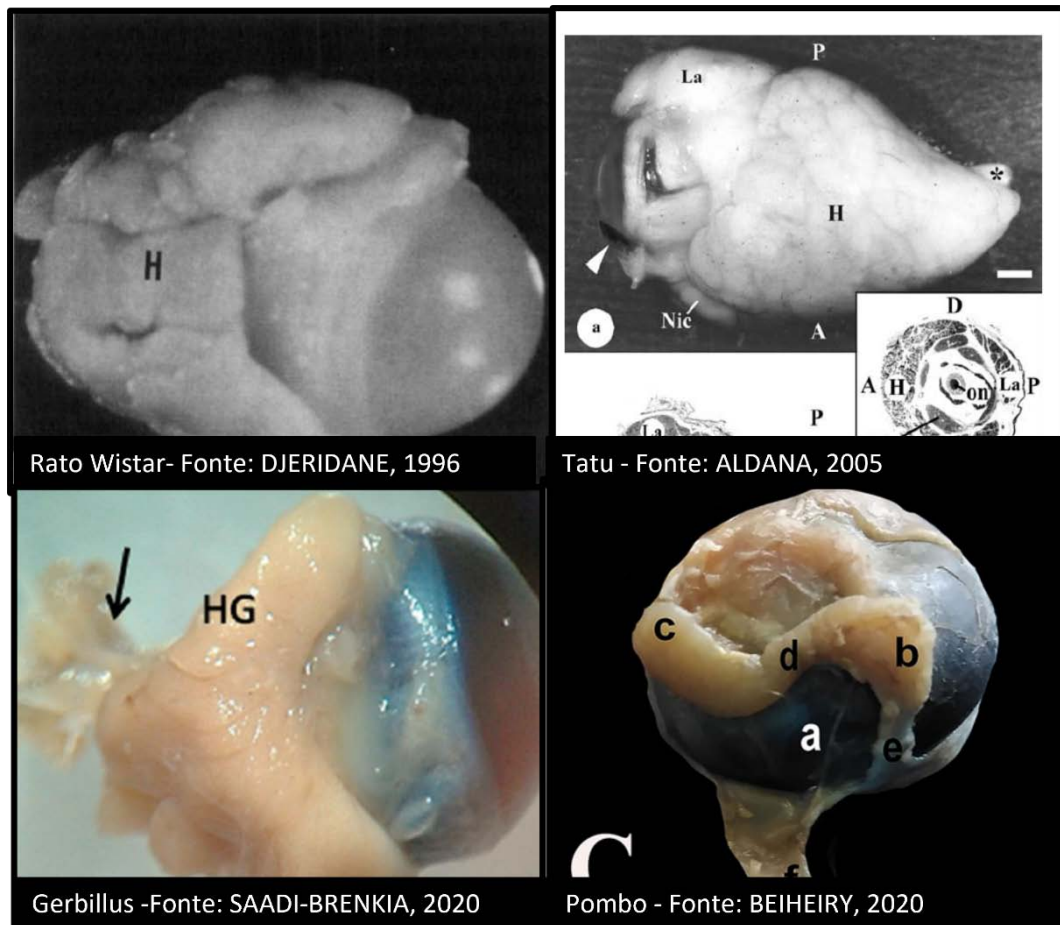 H
Rato Wistar- Fonte: DJERIDANE, 1996
P
La
*
H
Nic
a
A
D
A H La P
on
P
La
Tatu - Fonte: ALDANA, 2005
HG
Gerbillus -Fonte: SAADI-BRENKIA, 2020
c
d
b
a
e
C
f
Pombo - Fonte: BEIHEIRY, 2020